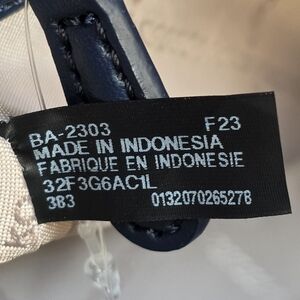 BA-2303 F23
MADE IN INDONESIA
FABRIQUE EN INDONESIE
32F3G6AC1L
383 0132070265278